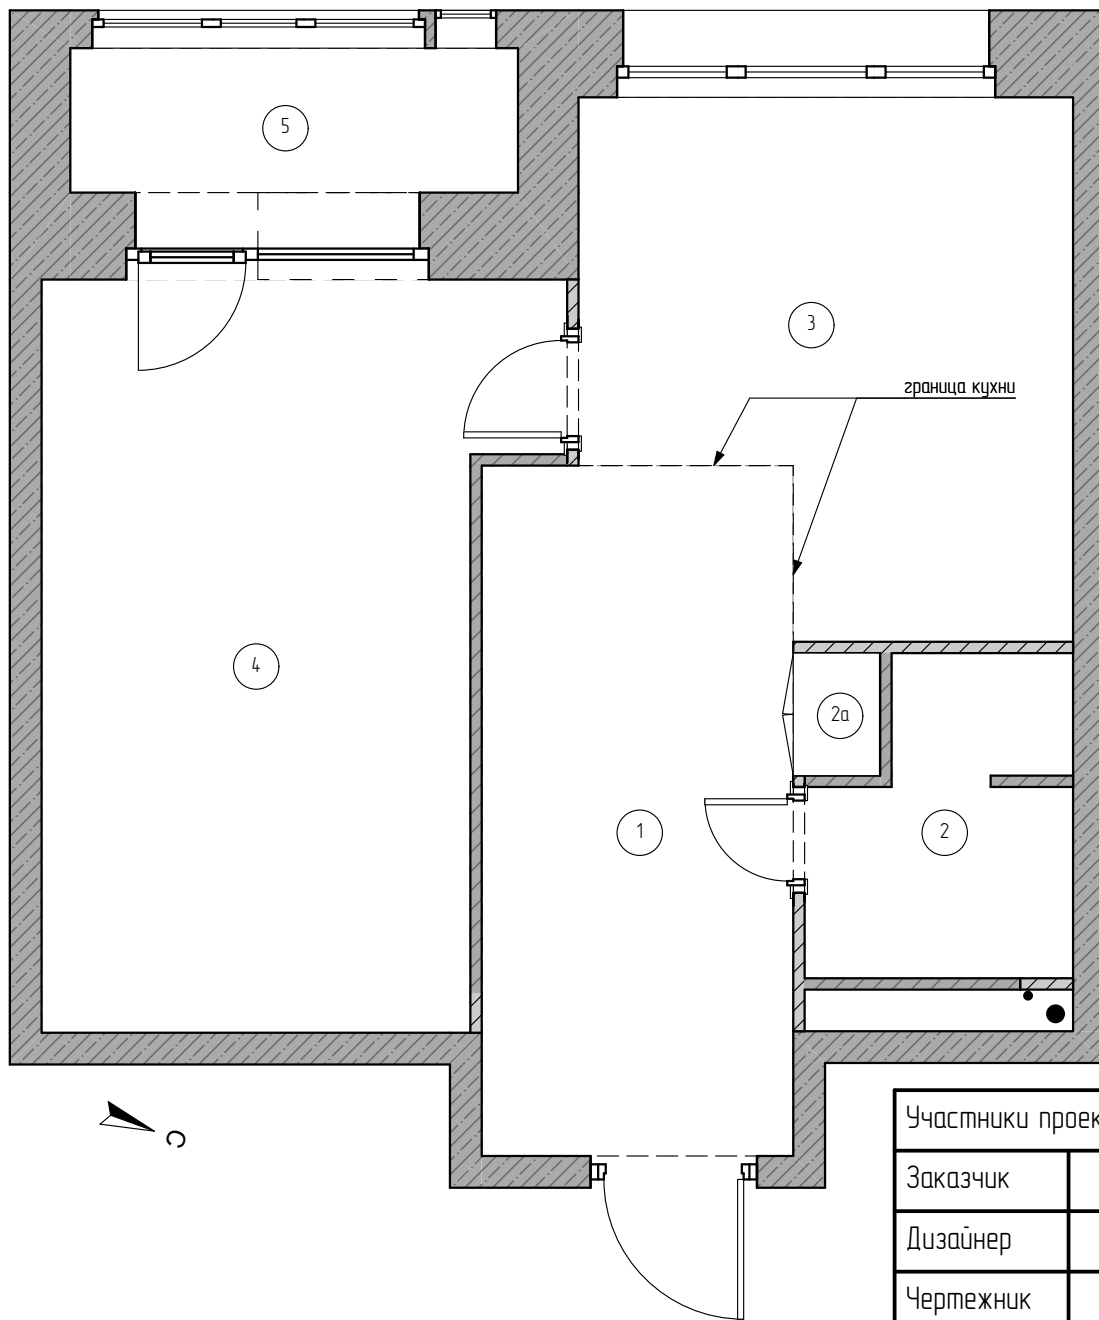 5
3
граница кухни
4
2а
1
2
С
Участники проек
Заказчик
Дизайнер
Чертежник